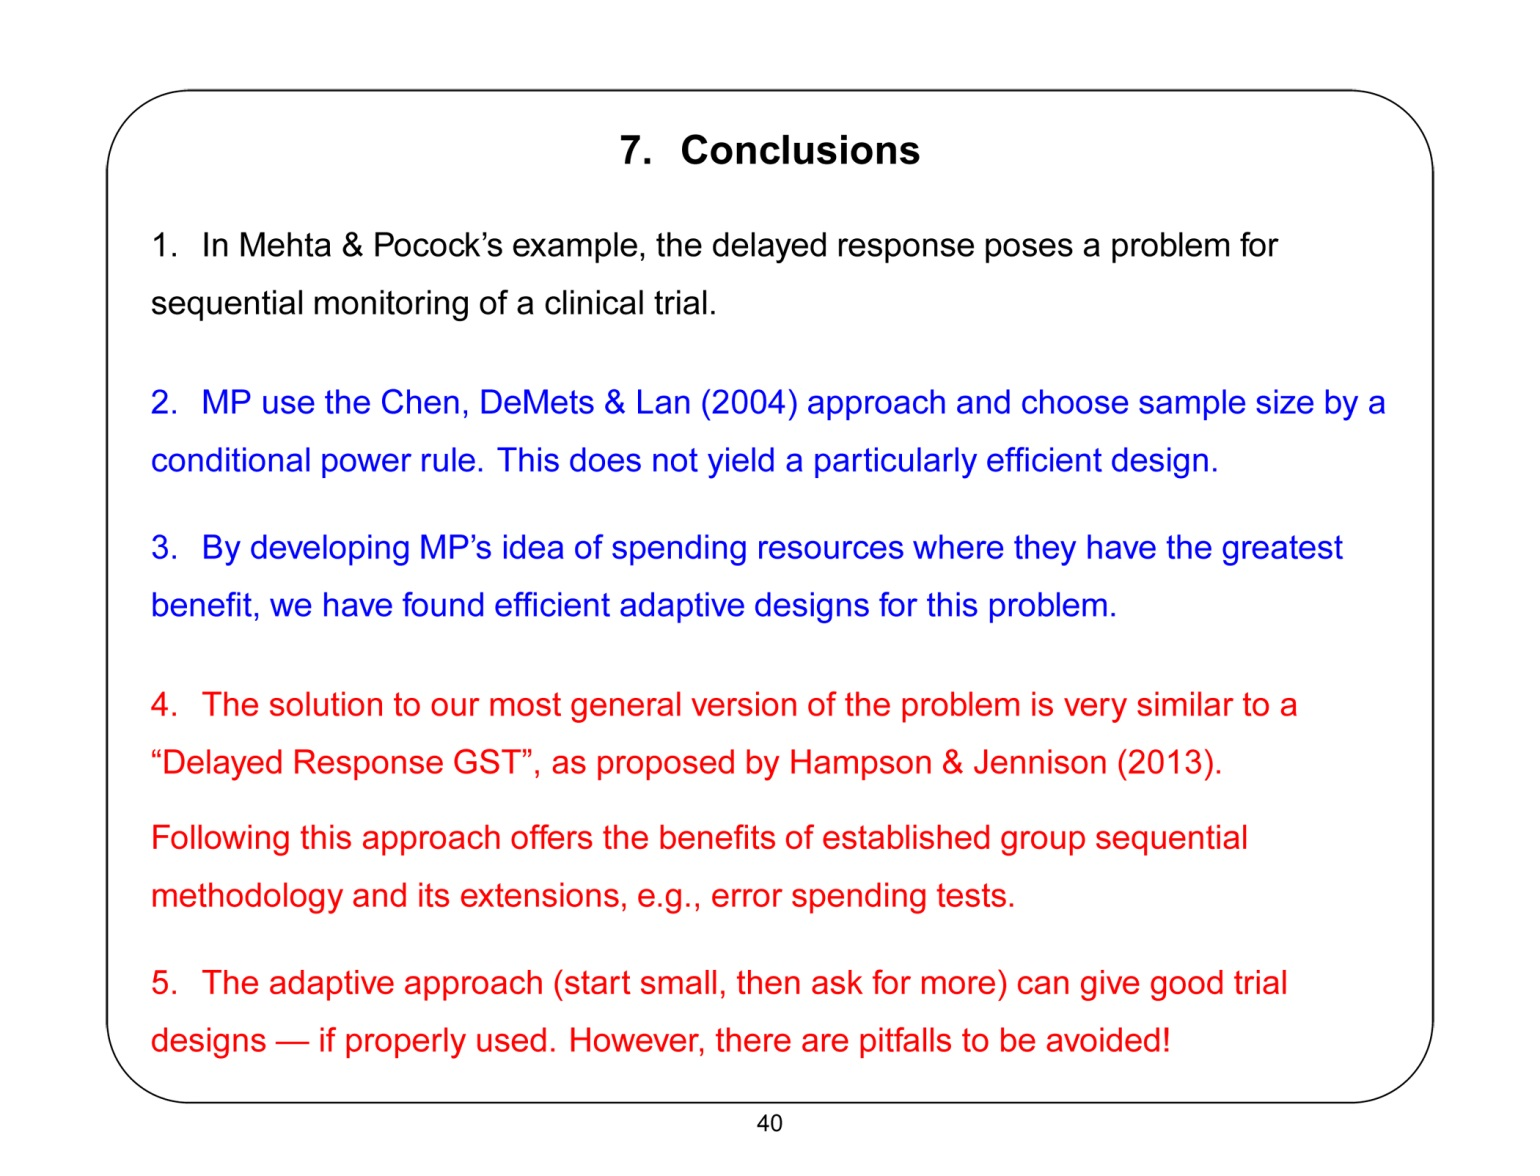 7. Conclusions
1. In Mehta & Pocock’s example, the delayed response poses a problem for
sequential monitoring of a clinical trial.
2. MP use the Chen, DeMets & Lan (2004) approach and choose sample size by a
conditional power rule. This does not yield a particularly efficient design.
3. By developing MP’s idea of spending resources where they have the greatest
benefit, we have found efficient adaptive designs for this problem.
4. The solution to our most general version of the problem is very similar to a
“Delayed Response GST”, as proposed by Hampson & Jennison (2013).
Following this approach offers the benefits of established group sequential
methodology and its extensions, e.g., error spending tests.
5. The adaptive approach (start small, then ask for more) can give good trial
designs — if properly used. However, there are pitfalls to be avoided!
40